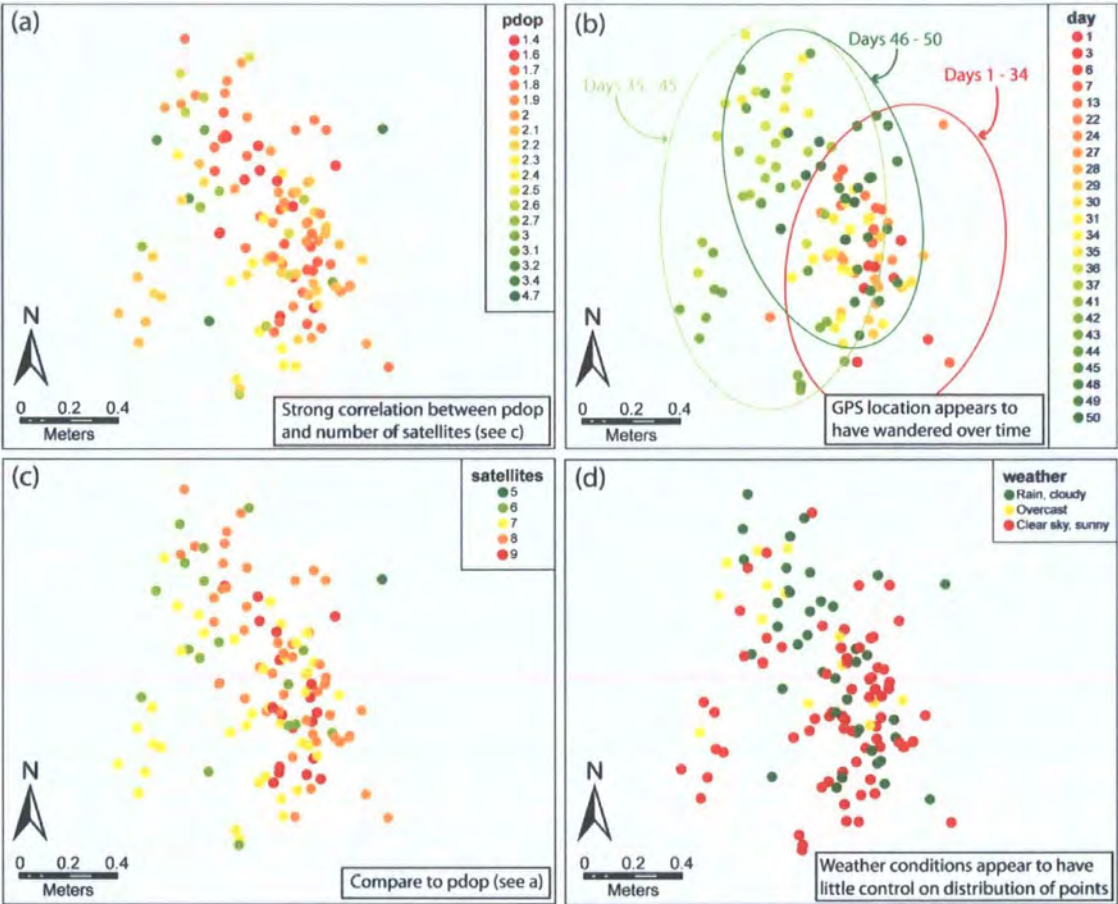 (a)
pdop
1.4
1.6
1.7
1.8
1.9
2
2.1
2.2
2.3
2.4
2.5
2.6
2.7
3
3.1
3.2
3.4
4.7
N
0 0.2 0.4
Meters
Strong correlation between pdop
and number of satellites (see c)
(b)
Days 46 - 50
Days 35 - 45
Days 1 - 34
day
1
3
6
7
13
22
24
27
28
29
30
31
34
35
36
37
41
42
43
44
45
48
49
50
N
0 0.2 0.4
Meters
GPS location appears to
have wandered over time
(c)
satellites
5
6
7
8
9
N
0 0.2 0.4
Meters
Compare to pdop (see a)
(d)
weather
Rain, cloudy
Overcast
Clear sky, sunny
N
0 0.2 0.4
Meters
Weather conditions appear to have
little control on distribution of points